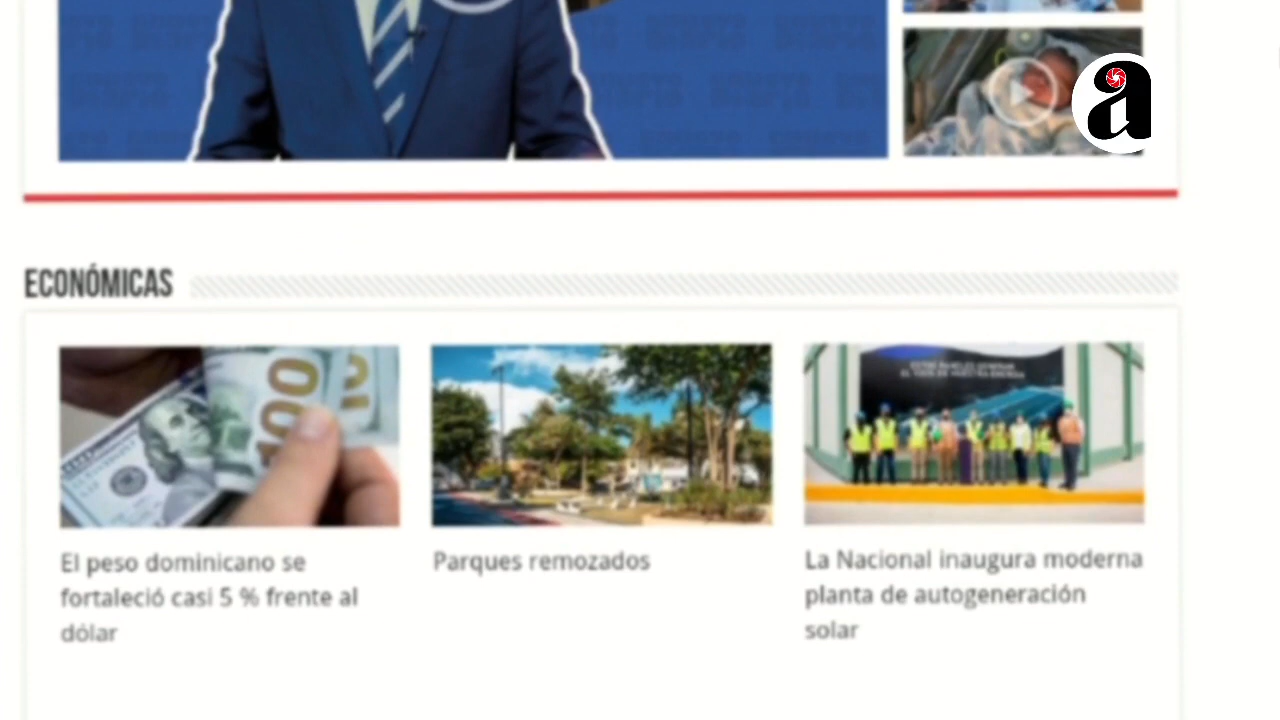 a
ECONÓMICAS
100
El peso dominicano se
fortaleció casi 5 % frente al
dólar
Parques remozados
La Nacional inaugura moderna
planta de autogeneración
solar